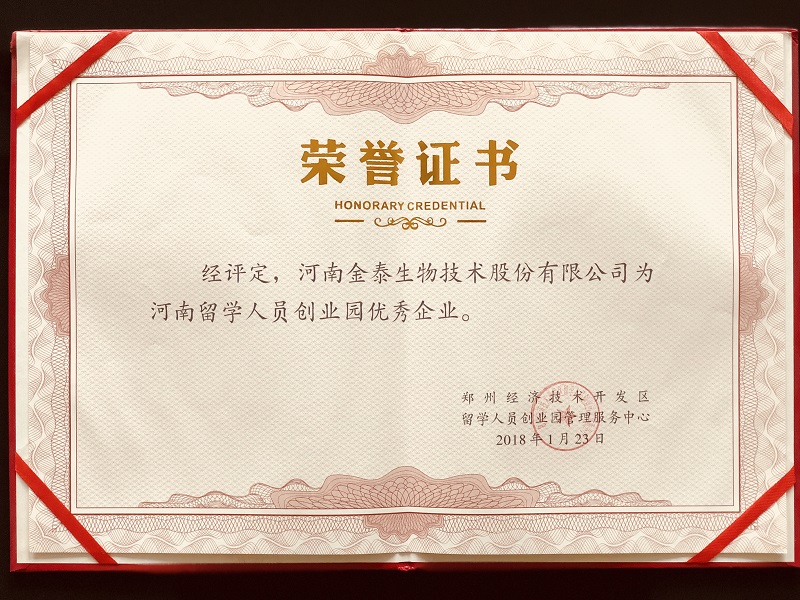 荣誉证书
HONORARY CREDENTIAL
经评定，河南金泰生物技术股份有限公司为
河南留学人员创业园优秀企业。
郑州经济技术开发区
留学人员创业园管理服务中心
2018年1月23日